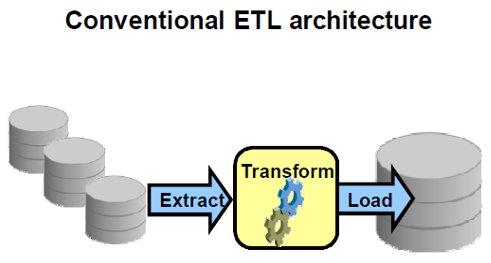 Conventional ETL architecture
Transform
Extract
Load